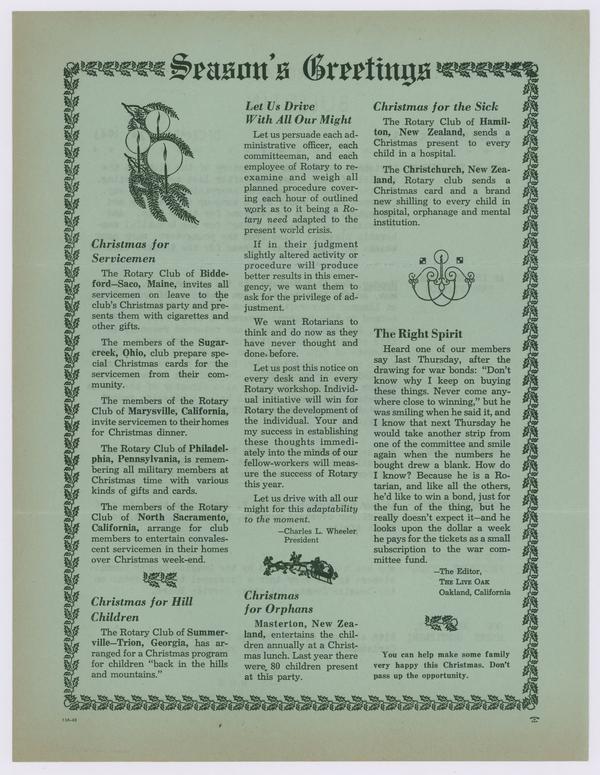 Season's Greetings
Christmas for
Servicemen
The Rotary Club of Bidde-
ford—Saco, Maine, invites all
servicemen on leave to the
club's Christmas party and pre-
sents them with cigarettes and
other gifts.
The members of the Sugar-
creek, Ohio, club prepare spe-
cial Christmas cards for the
servicemen from their com-
munity.
The members of the Rotary
Club of Marysville, California,
invite servicemen to their homes
for Christmas dinner.
The Rotary Club of Philadel-
phia, Pennsylvania, is remem-
bering all military members at
Christmas time with various
kinds of gifts and cards.
The members of the Rotary
Club of North Sacramento,
California, arrange for club
members to entertain convales-
cent servicemen in their homes
over Christmas week-end.
Christmas for Hill
Children
The Rotary Club of Summer-
ville—Trion, Georgia, has ar-
ranged for a Christmas program
for children "back in the hills
and mountains."
Let Us Drive
With All Our Might
Let us persuade each ad-
ministrative officer, each
committeeman, and each
employee of Rotary to re-
examine and weigh all
planned procedure cover-
ing each hour of outlined
work as to it being a Ro-
tary need adapted to the
present world crisis.
If in their judgment
slightly altered activity or
procedure will produce
better results in this emer-
gency, we want them to
ask for the privilege of ad-
justment.
We want Rotarians to
think and do now as they
have never thought and
done before.
Let us post this notice on
every desk and in every
Rotary workshop. Individ-
ual initiative will win for
Rotary the development of
the individual. Your and
my success in establishing
these thoughts immedi-
ately into the minds of our
fellow-workers will meas-
ure the success of Rotary
this year.
Let us drive with all our
might for this adaptability
to the moment.
—Charles L. Wheeler
President
Christmas
for Orphans
Masterton, New Zea-
land, entertains the chil-
dren annually at a Christ-
mas lunch. Last year there
were 80 children present
at this party.
Christmas for the Sick
The Rotary Club of Hamil-
ton, New Zealand, sends a
Christmas present to every
child in a hospital.
The Christchurch, New Zea-
land, Rotary club sends a
Christmas card and a brand
new shilling to every child in
hospital, orphanage and mental
institution.
The Right Spirit
Heard one of our members
say last Thursday, after the
drawing for war bonds: "Don't
know why I keep on buying
these things. Never come any-
where close to winning," but he
was smiling when he said it, and
I know that next Thursday he
would take another strip from
one of the committee and smile
again when the numbers he
bought drew a blank. How do
I know? Because he is a Ro-
tarian, and like all the others,
he'd like to win a bond, just for
the fun of the thing, but he
really doesn't expect it—and he
looks upon the dollar a week
he pays for the tickets as a small
subscription to the war com-
mittee fund.
—The Editor,
THE LIVE OAK
Oakland, California
You can help make some family
very happy this Christmas. Don't
pass up the opportunity.